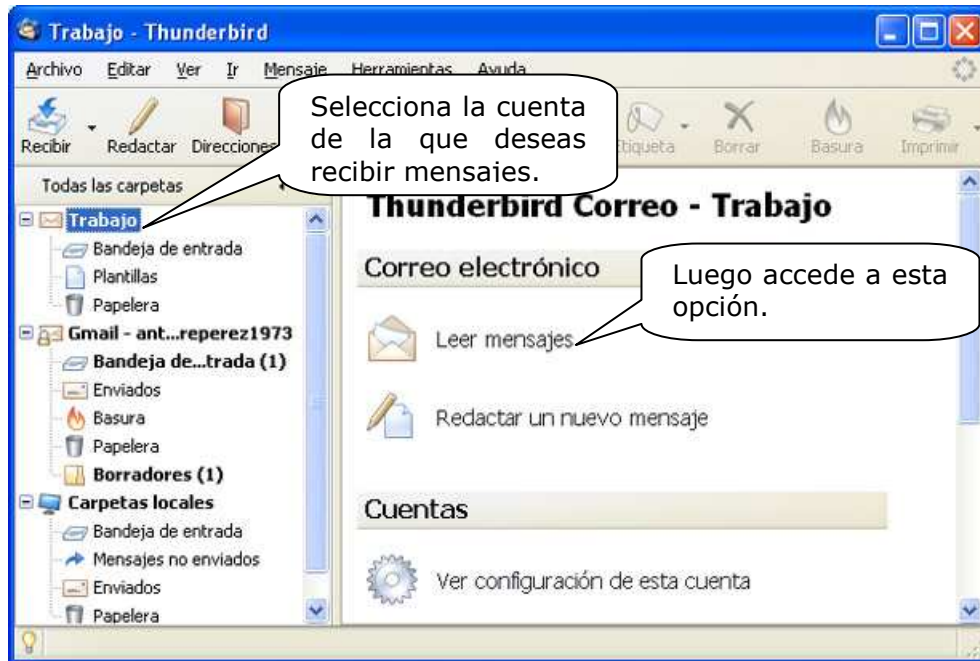 Trabajo - Thunderbird
Archivo Editar Ver Ir Mensaje Herramientas Ayuda
Selecciona la cuenta
de la que deseas
recibir mensajes.
Recibir Redactar Direcciones Etiqueta Borrar Basura Imprimir
Todas las carpetas
Trabajo
Bandeja de entrada
Plantillas
Papelera
Gmail - ant...reperez1973
Bandeja de...trada (1)
Enviados
Basura
Papelera
Borradores (1)
Carpetas locales
Bandeja de entrada
Mensajes no enviados
Enviados
Papelera
Thunderbird Correo - Trabajo
Correo electrónico
Luego accede a esta
opción.
Leer mensajes
Redactar un nuevo mensaje
Cuentas
Ver configuración de esta cuenta